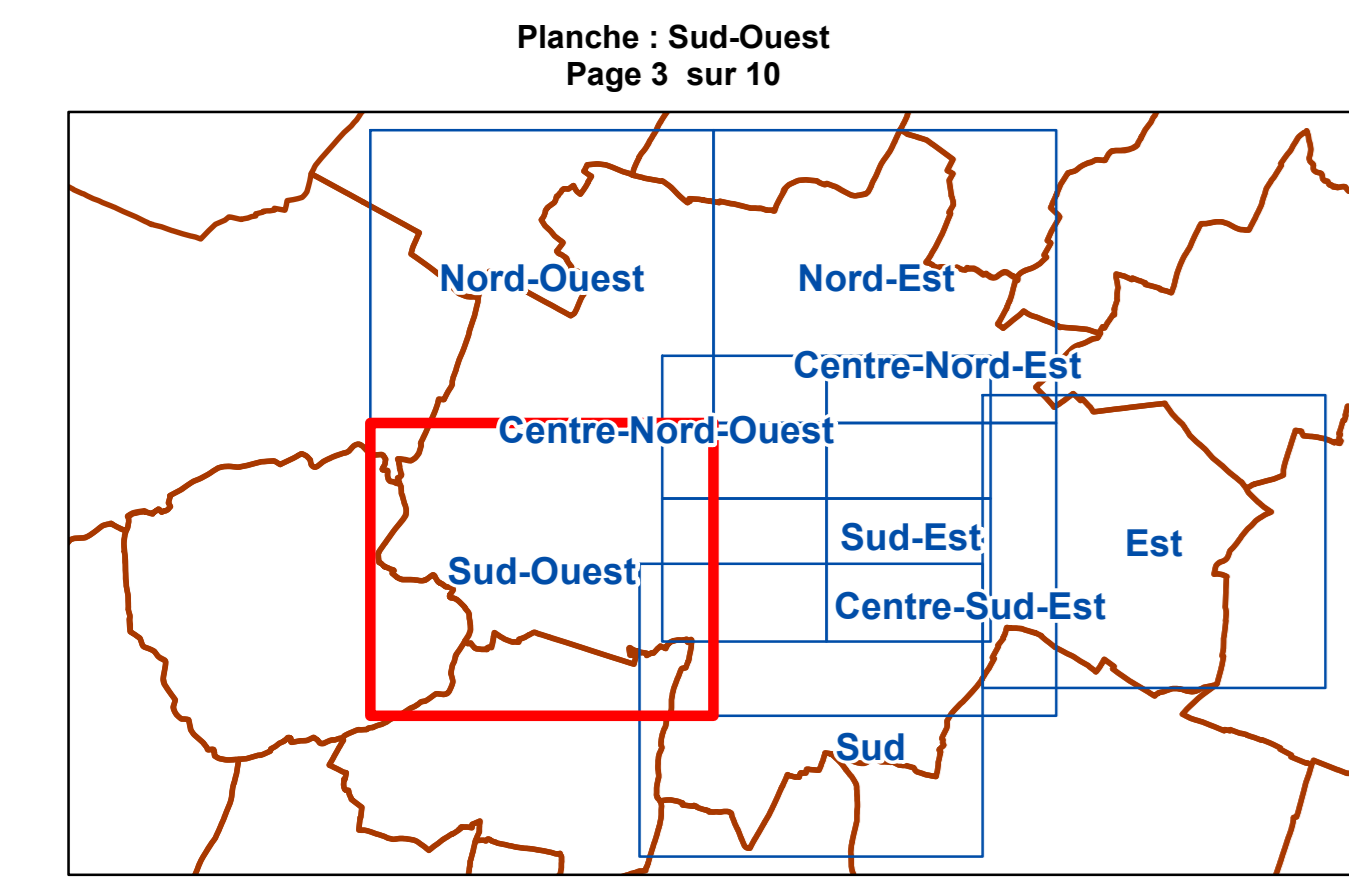 Planche : Sud-Ouest
Page 3 sur 10
Nord-Ouest
Nord-Est
Centre-Nord-Est
Centre-Nord-Ouest
Sud-Est
Est
Sud-Ouest
Centre-Sud-Est
Sud